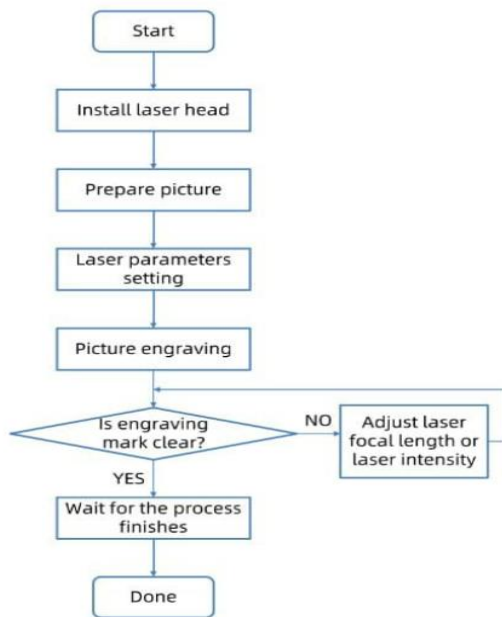 Start
Install laser head
Prepare picture
Laser parameters
setting
Picture engraving
Is engraving
mark clear?
NO
Adjust laser
focal length or
laser intensity
YES
Wait for the process
finishes
Done